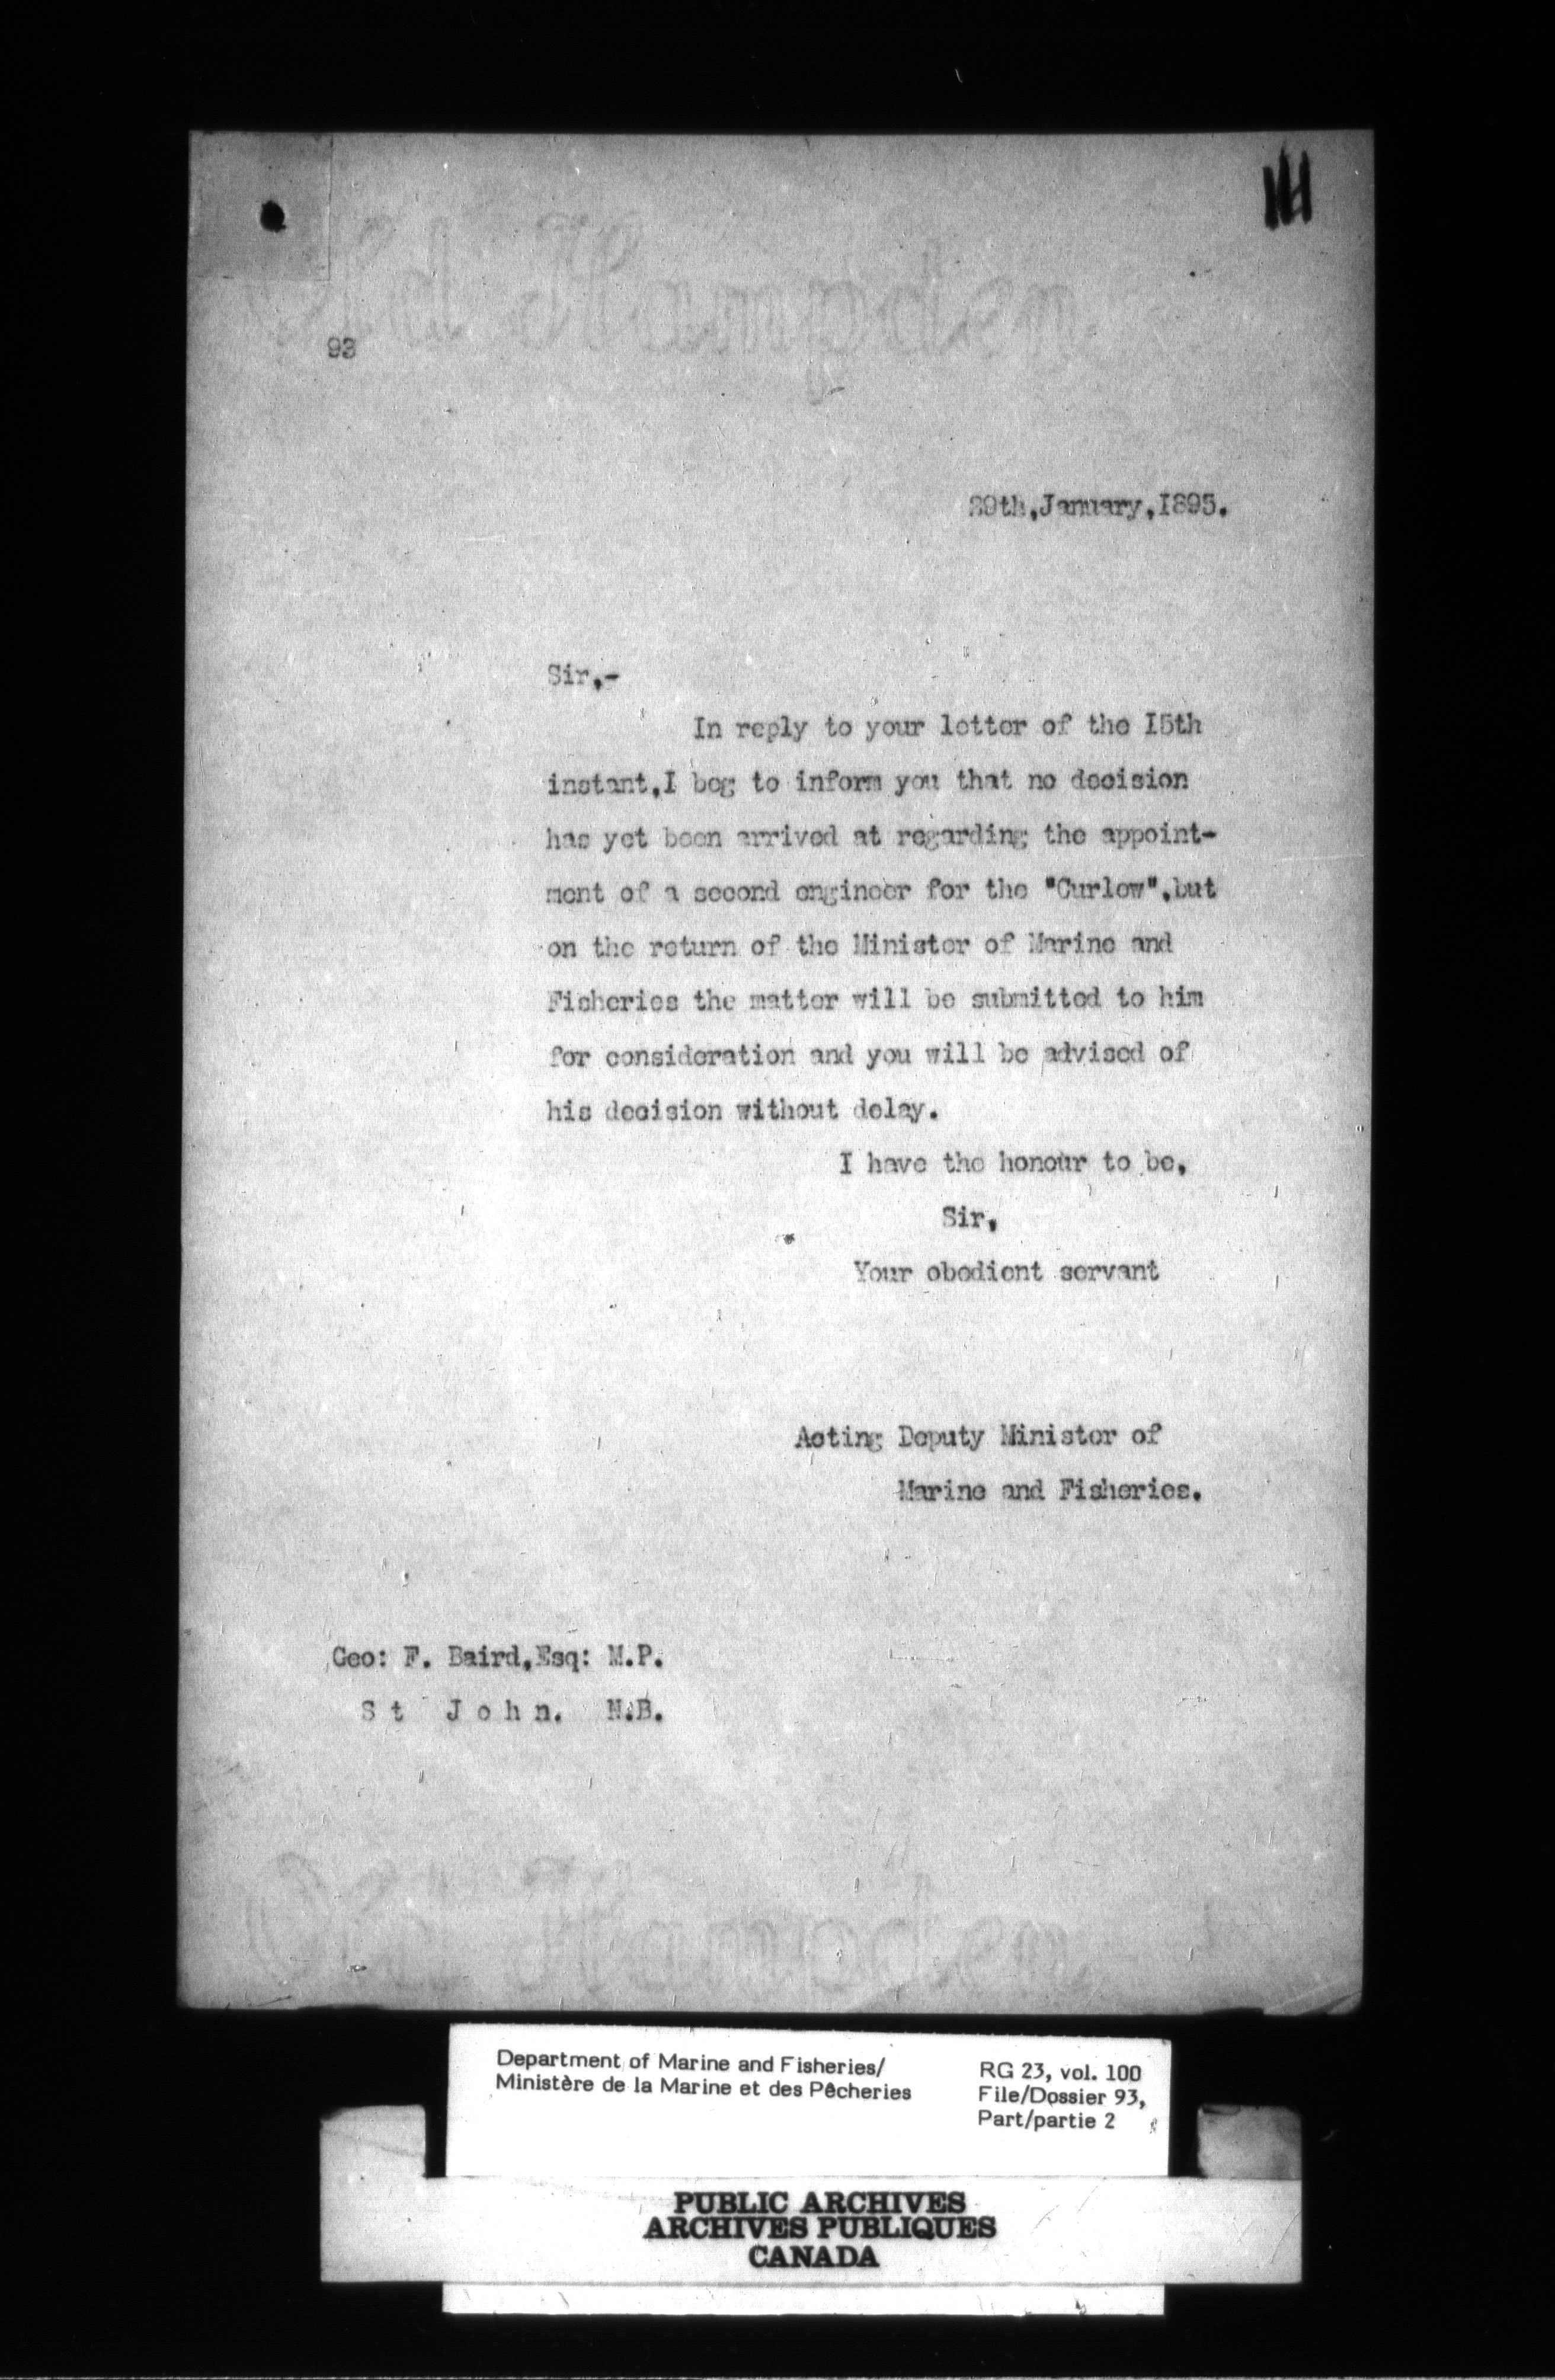 93
29th,January,1895.
Sir,-
In reply to your letter of the I5th
instant,I beg to inform you that no decision
has yet been arrived at regarding the appoint-
ment of a second engineer for the "Curlew",but
on the return of the Minister of Marine and
Fisheries the matter will be submitted to him
for consideration and you will be advised of
his decision without delay.
I have the honour to be,
Sir,
Your obedient servant
Acting Deputy Minister of
Marine and Fisheries.
Geo: F. Baird,Esq: M.P.
St John. N.B.
Department of Marine and Fisheries/
Ministère de la Marine et des Pêcheries
RG 23, vol. 100
File/Dossier 93,
Part/partie 2
PUBLIC ARCHIVES
ARCHIVES PUBLIQUES
CANADA